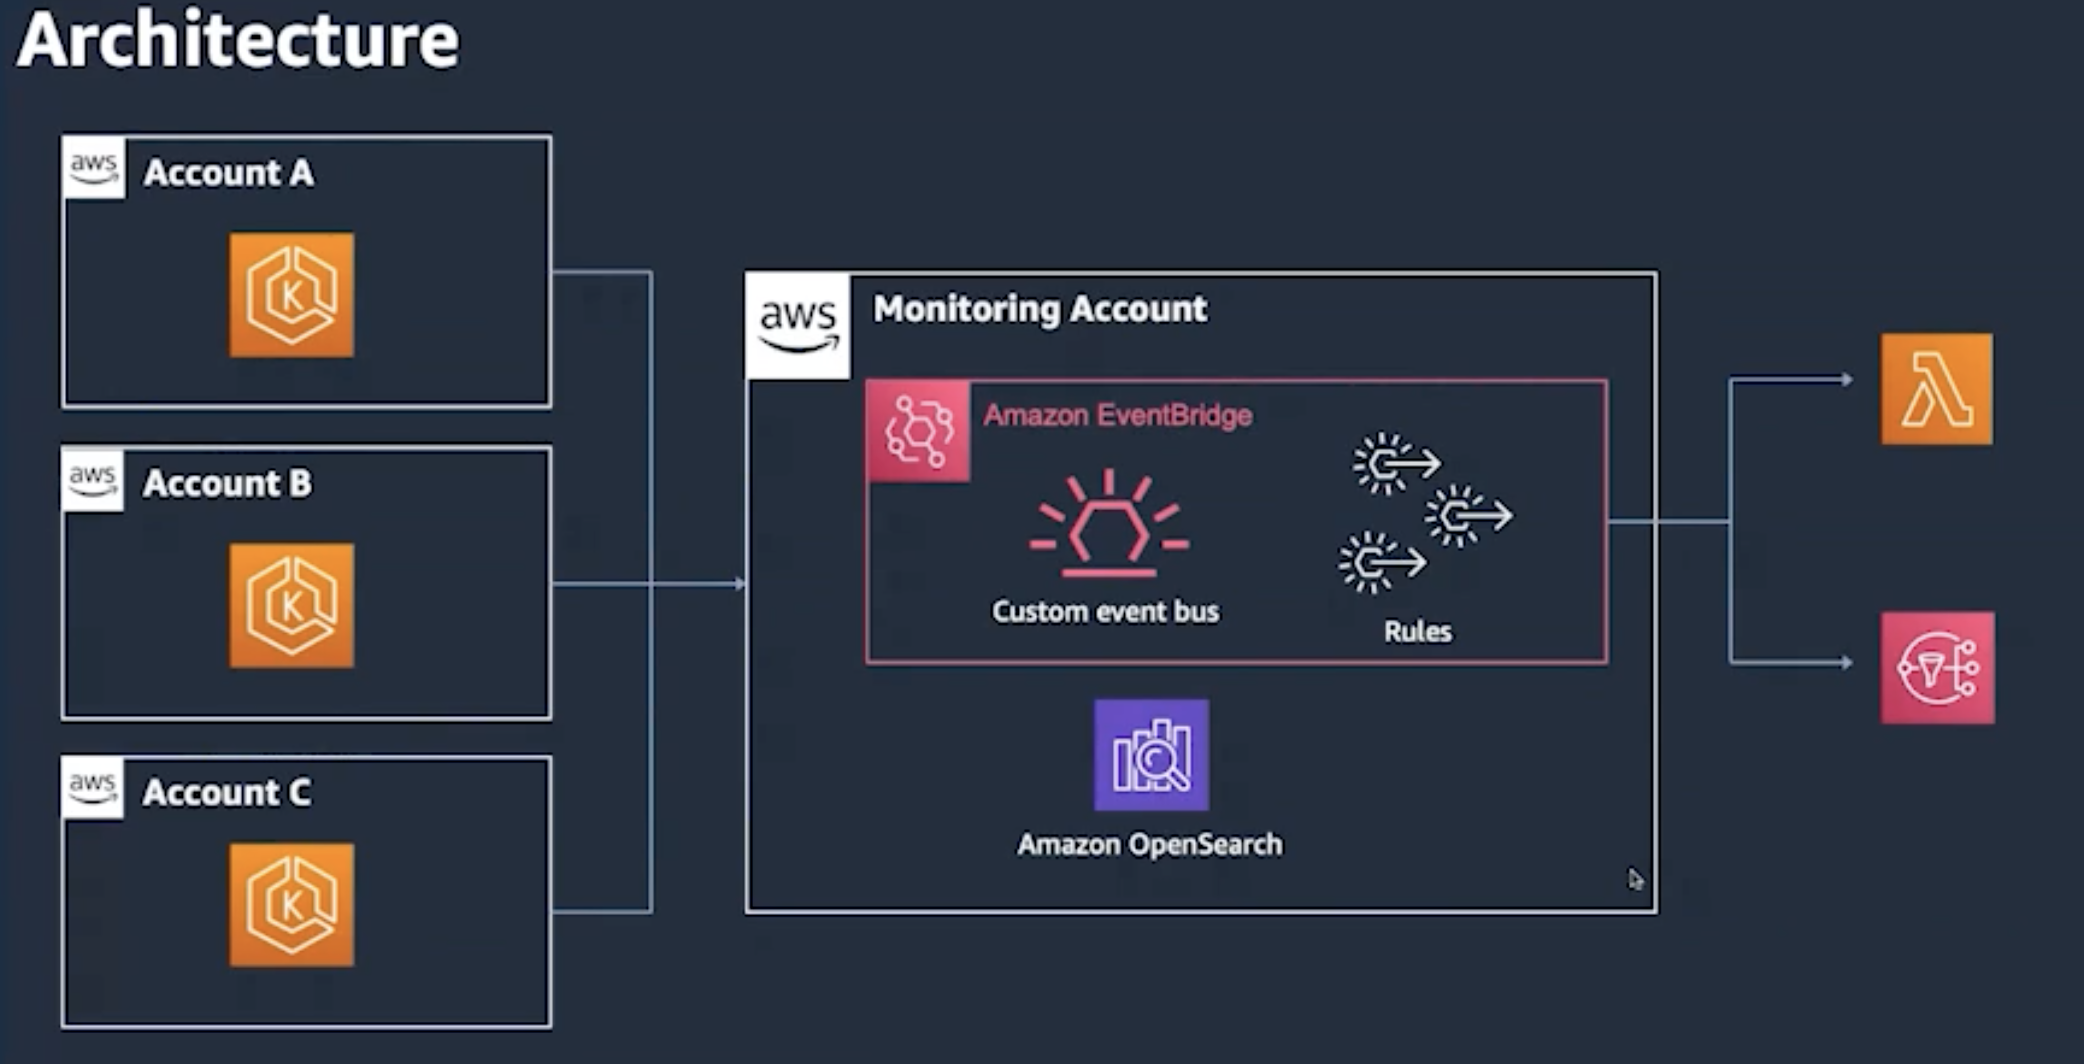 Architecture
aws
Account A
K
aws
Account B
K
aws
Account C
K
aws
Monitoring Account
Amazon EventBridge
Custom event bus
Rules
Amazon OpenSearch